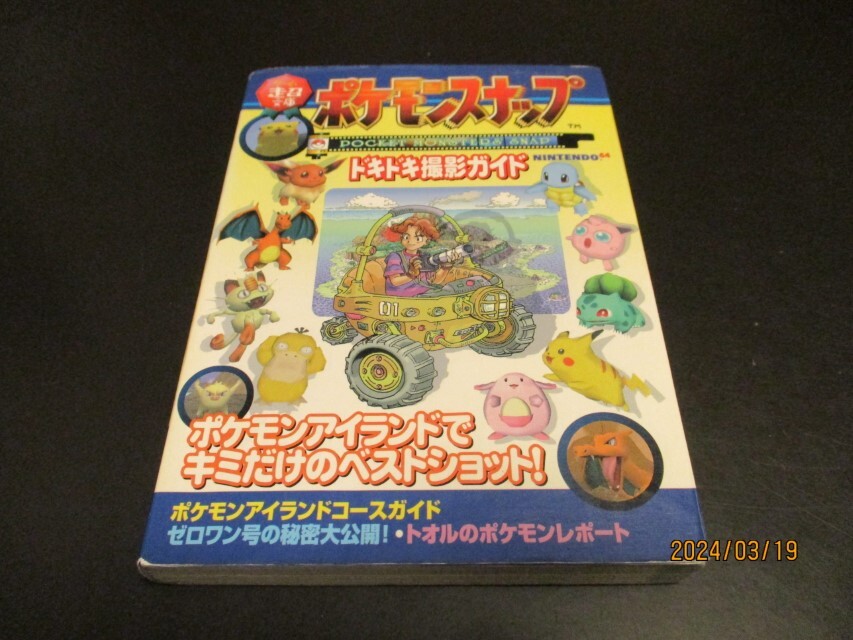 ポケモンスナップ
TM
POCKET MONSTERS SNAP
ドキドキ撮影ガイド
NINTENDO64
01
ポケモンアイランドで
キミだけのベストショット!
ポケモンアイランドコースガイド
ゼロワン号の秘密大公開!・トオルのポケモンレポート
2024/03/19